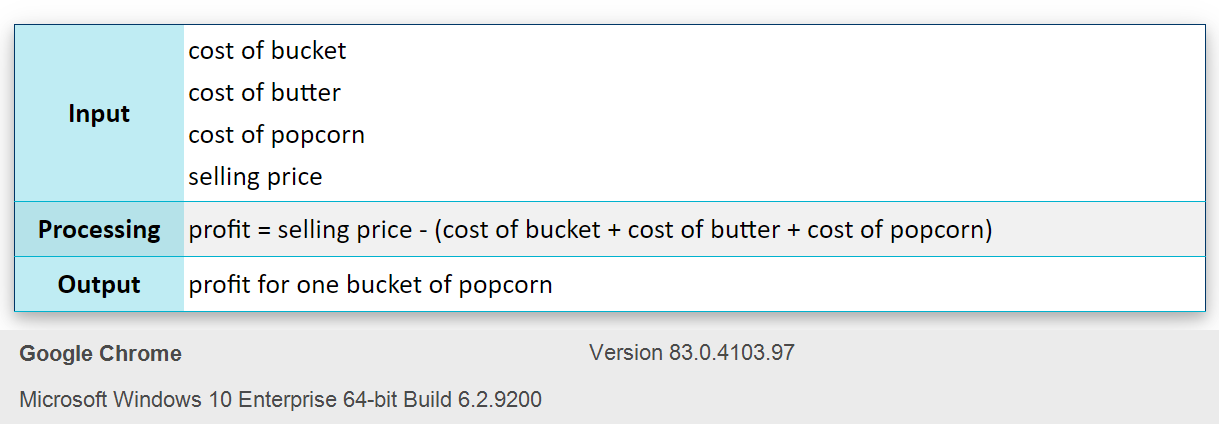 Input
cost of bucket
cost of butter
cost of popcorn
selling price
Processing
profit = selling price - (cost of bucket + cost of butter + cost of popcorn)
Output
profit for one bucket of popcorn
Google Chrome
Version 83.0.4103.97
Microsoft Windows 10 Enterprise 64-bit Build 6.2.9200